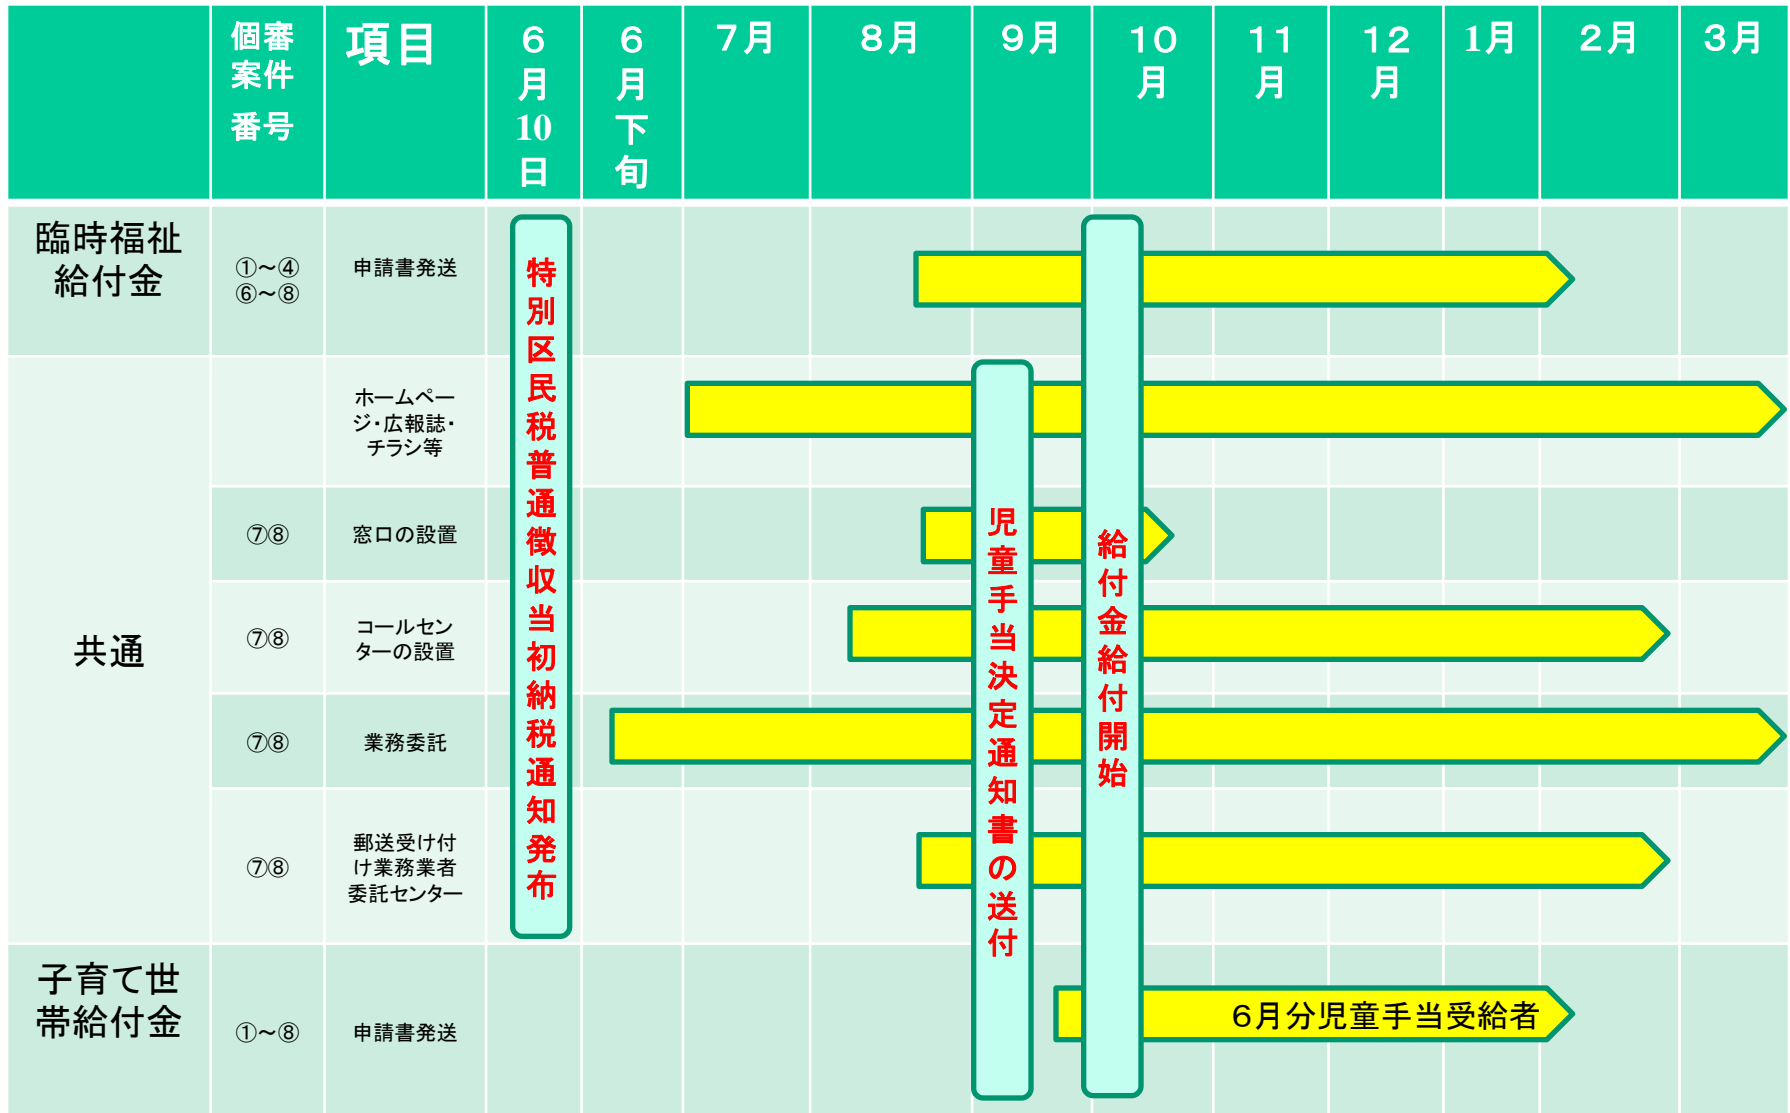 個審
案件
番号
項目
６
月
10
日
６
月
下
旬
７月
８月
９月
１０
月
１１
月
１２
月
1月
２月
３月
臨時福祉
給付金
①～④
⑥～⑧
申請書発送
共通
ホームペー
ジ・広報誌・
チラシ等
⑦⑧
窓口の設置
⑦⑧
コールセン
ターの設置
⑦⑧
業務委託
⑦⑧
郵送受け付
け業務業者
委託センター
子育て世
帯給付金
①～⑧
申請書発送
特別区民税普通徴収当初納税通知発布
児童手当決定通知書の送付
給付金給付開始
６月分児童手当受給者